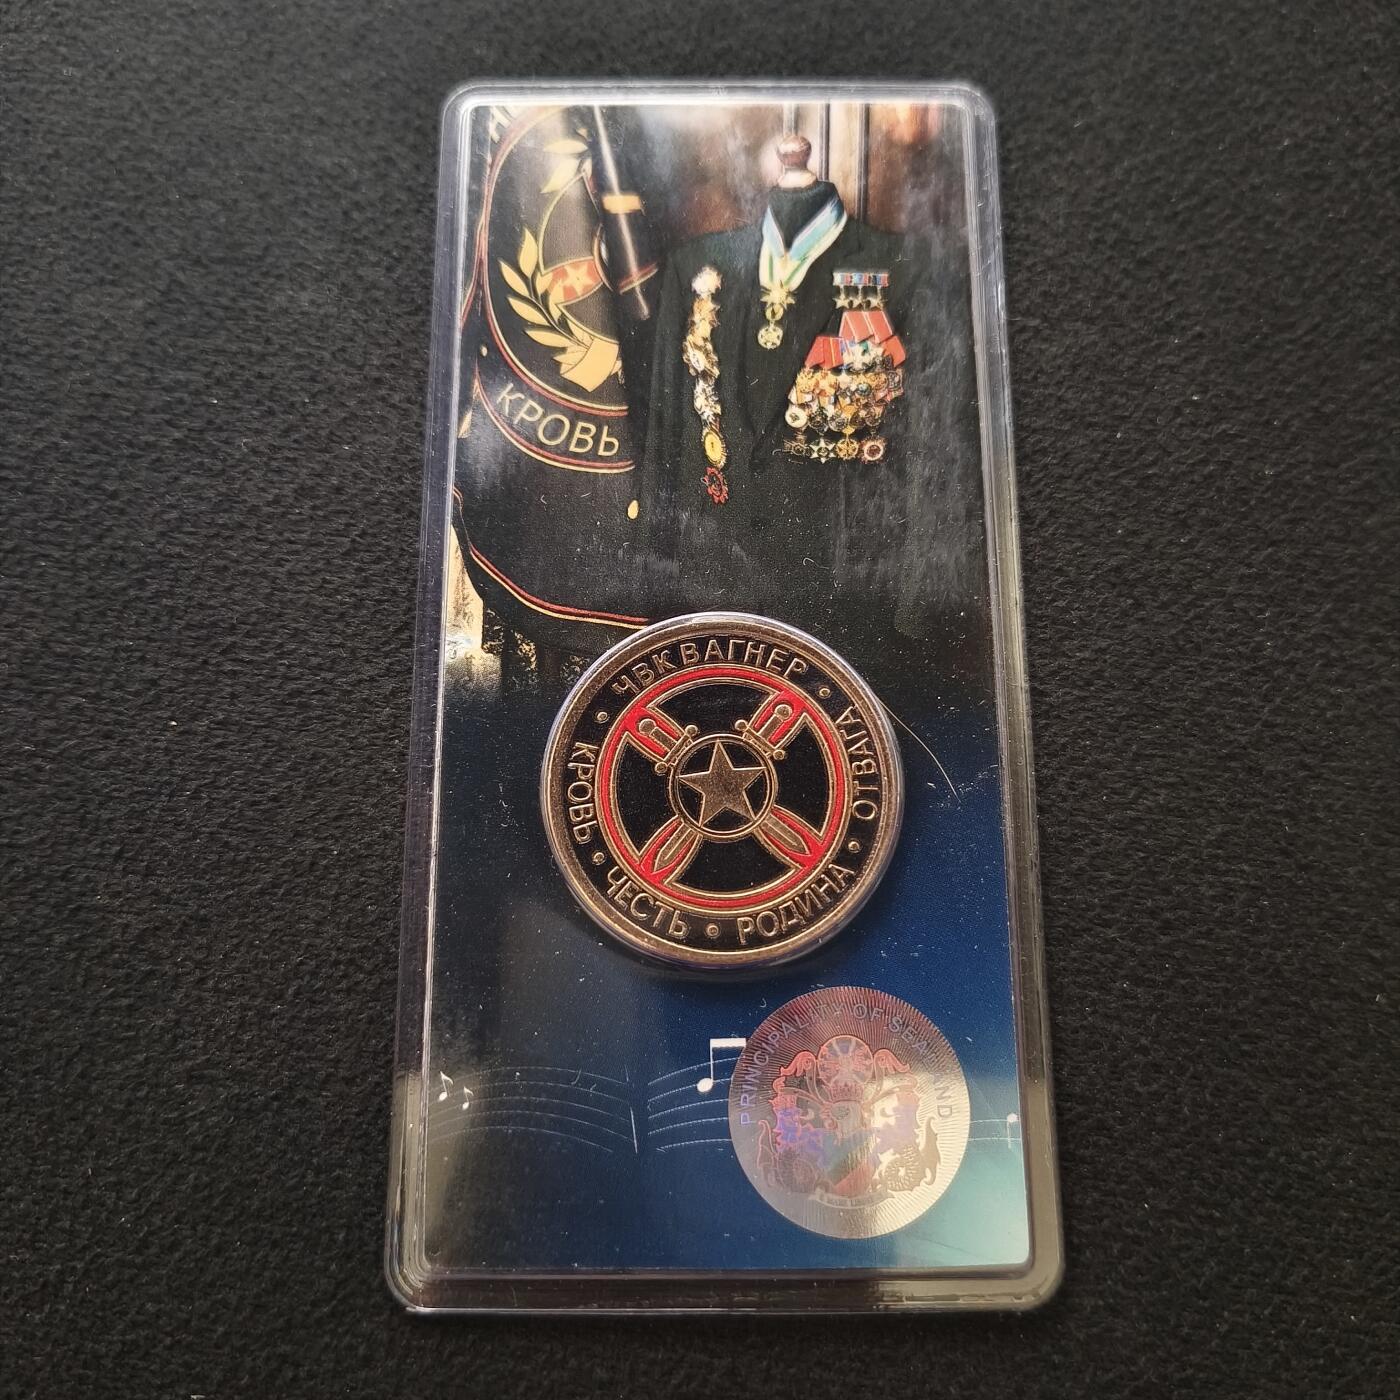 КРОВЬ
ЧВК ВАГНЕР • ОТВАГА • РОДИНА • ЧЕСТЬ • КРОВЬ •
PRINCIPALITY OF SEALAND